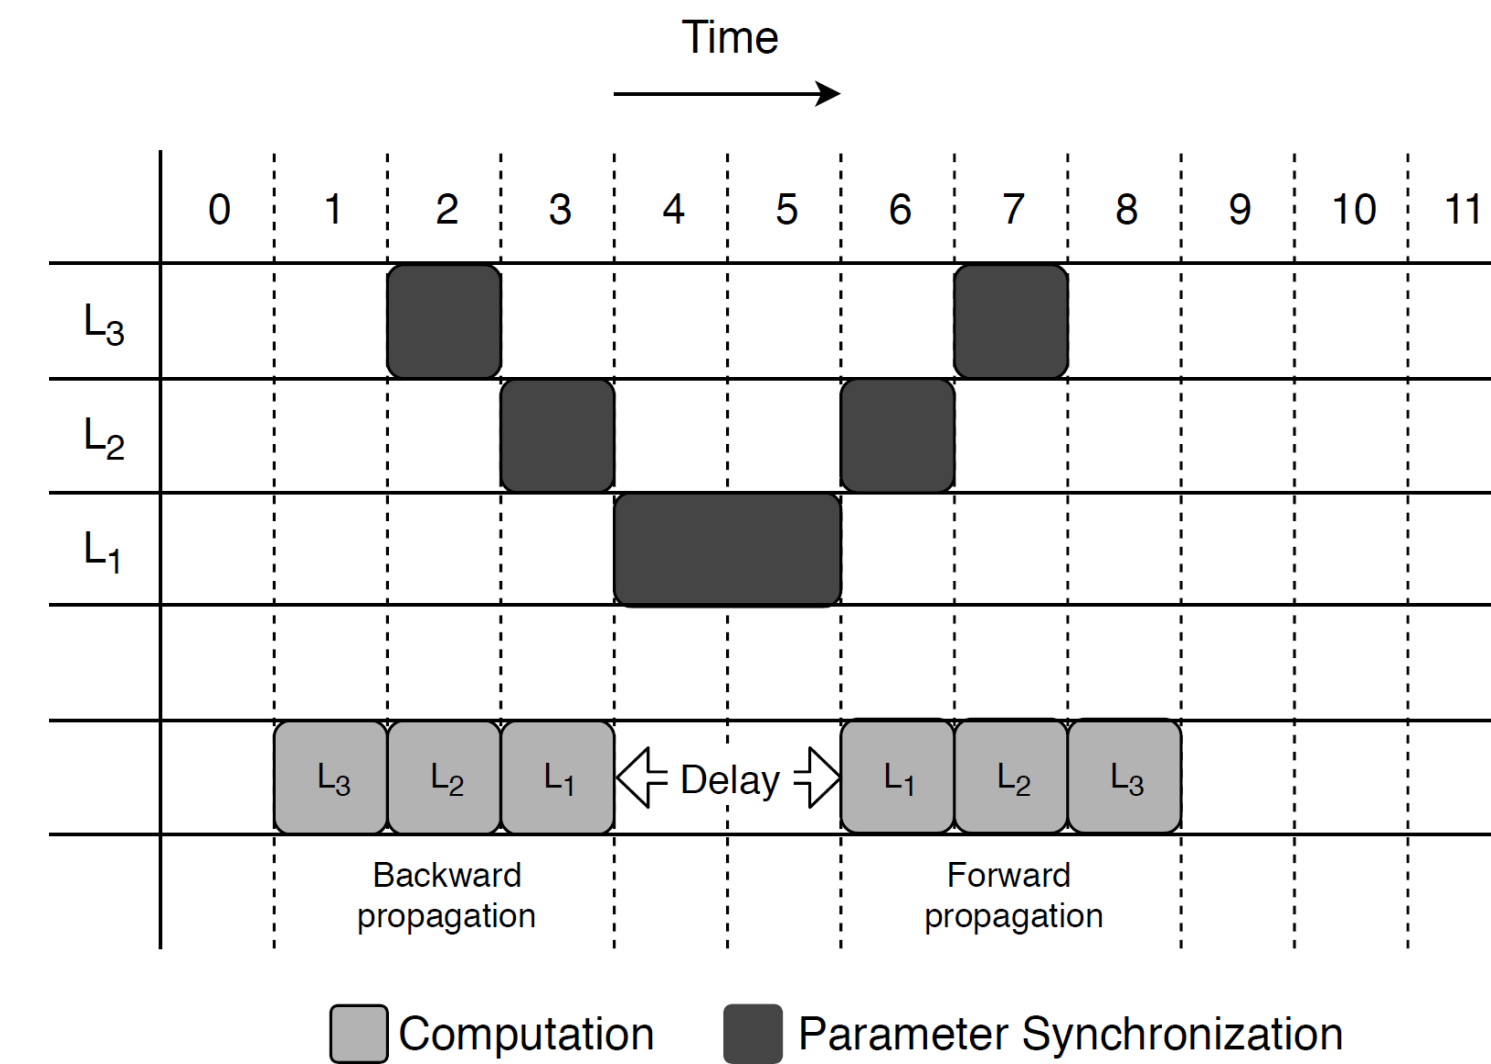 Time
0 1 2 3 4 5 6 7 8 9 10 11
L3
L2
L1
L3 L2 L1 Delay L1 L2 L3
Backward
propagation
Forward
propagation
Computation
Parameter Synchronization